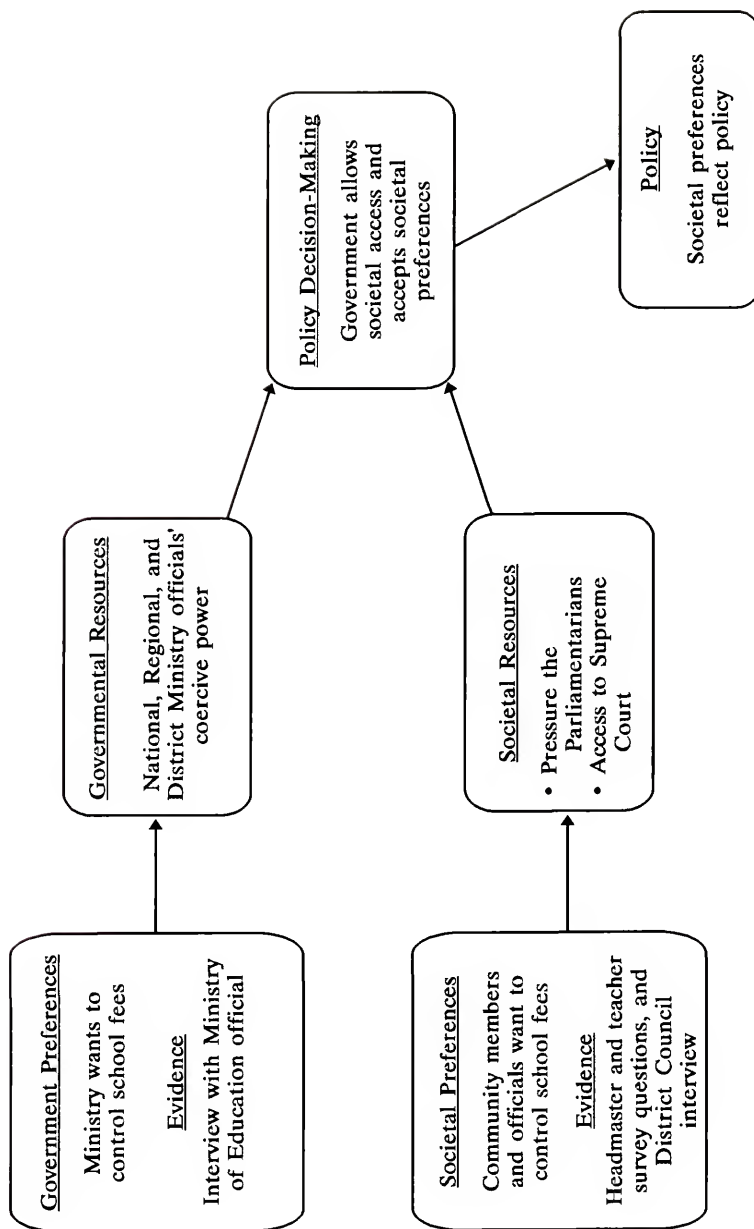 Government Preferences
Ministry wants to
control school fees
Evidence
Interview with Ministry
of Education official
Governmental Resources
National, Regional, and
District Ministry officials'
coercive power
Societal Preferences
Community members
and officials want to
control school fees
Evidence
Headmaster and teacher
survey questions, and
District Council
interview
Societal Resources
• Pressure the
Parliamentarians
• Access to Supreme
Court
Policy Decision-Making
Government allows
societal access and
accepts societal
preferences
Policy
Societal preferences
reflect policy